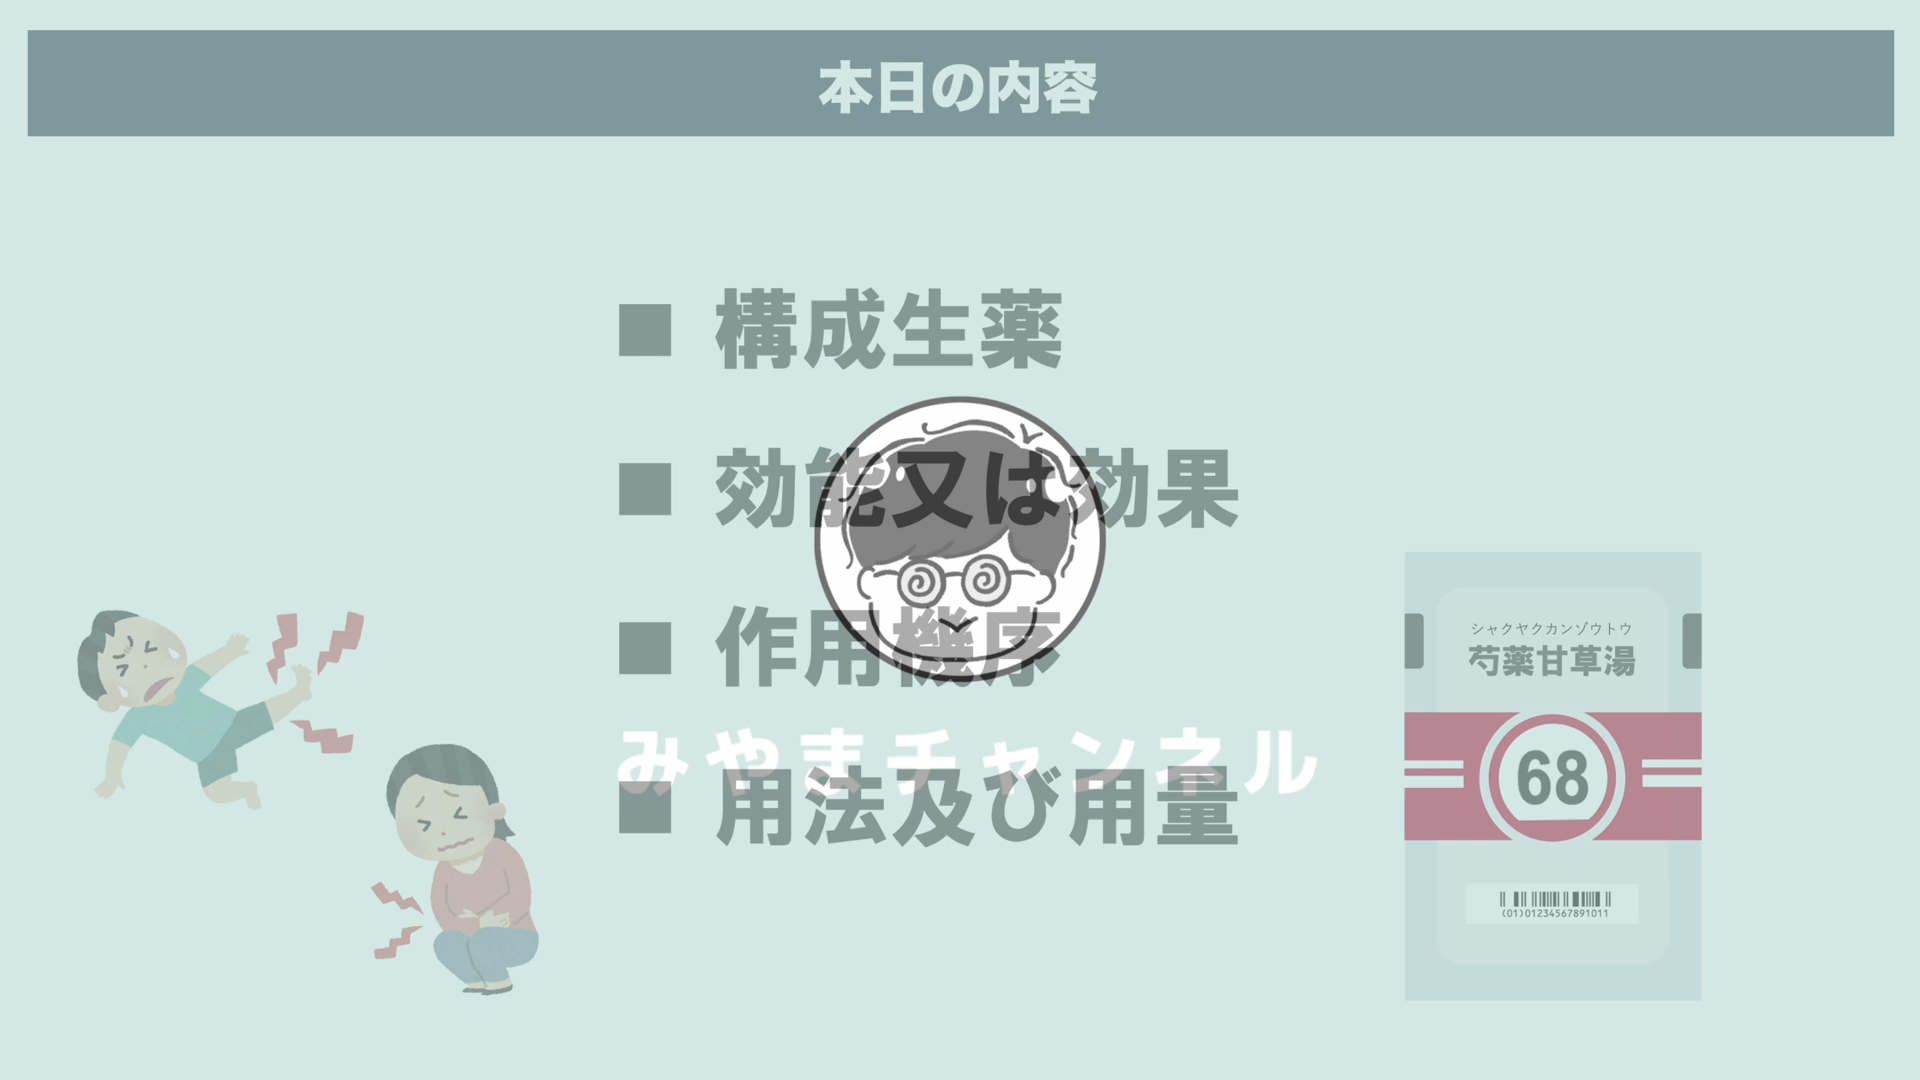 本日の内容
■ 構成生薬
■ 効能又は効果
■ 作用機序
みやまチャンネル
■ 用法及び用量
シャクヤクカンゾウトウ
芍薬甘草湯
68
(01)01234567891011